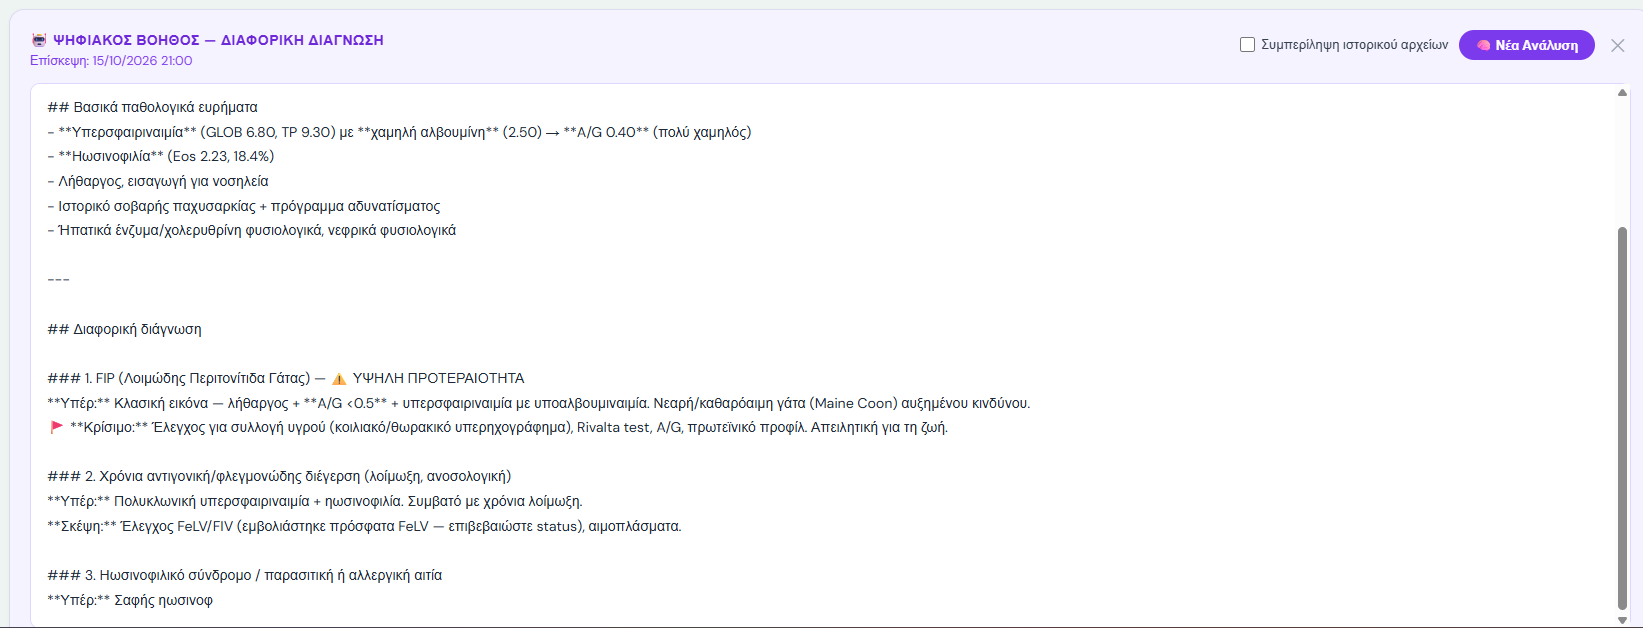 ΨΗΦΙΑΚΟΣ ΒΟΗΘΟΣ — ΔΙΑΦΟΡΙΚΗ ΔΙΑΓΝΩΣΗ
Επίσκεψη: 15/10/2026 21:00
Συμπερίληψη ιστορικού αρχείων
Νέα Ανάλυση
## Βασικά παθολογικά ευρήματα
- **Υπερσφαιριναιμία** (GLOB 6.80, TP 9.30) με **χαμηλή αλβουμίνη** (2.50) → **A/G 0.40** (πολύ χαμηλός)
- **Ηωσινοφιλία** (Eos 2.23, 18.4%)
- Λήθαργος, εισαγωγή για νοσηλεία
- Ιστορικό σοβαρής παχυσαρκίας + πρόγραμμα αδυνατίσματος
- Ηπατικά ένζυμα/χολερυθρίνη φυσιολογικά, νεφρικά φυσιολογικά
---
## Διαφορική διάγνωση
### 1. FIP (Λοιμώδης Περιτονίτιδα Γάτας) — ⚠️ ΥΨΗΛΗ ΠΡΟΤΕΡΑΙΟΤΗΤΑ
**Υπέρ:** Κλασική εικόνα — λήθαργος + **A/G <0.5** + υπερσφαιριναιμία με υποαλβουμιναιμία. Νεαρή/καθαρόαιμη γάτα (Maine Coon) αυξημένου κινδύνου.
🚩 **Κρίσιμο:** Έλεγχος για συλλογή υγρού (κοιλιακό/θωρακικό υπερηχογράφημα), Rivalta test, A/G, πρωτεϊνικό προφίλ. Απειλητική για τη ζωή.
### 2. Χρόνια αντιγονική/φλεγμονώδης διέγερση (λοίμωξη, ανοσολογική)
**Υπέρ:** Πολυκλωνική υπερσφαιριναιμία + ηωσινοφιλία. Συμβατό με χρόνια λοίμωξη.
**Σκέψη:** Έλεγχος FeLV/FIV (εμβολιάστηκε πρόσφατα FeLV — επιβεβαιώστε status), αιμοπλάσματα.
### 3. Ηωσινοφιλικό σύνδρομο / παρασιτική ή αλλεργική αιτία
**Υπέρ:** Σαφής ηωσινοφ